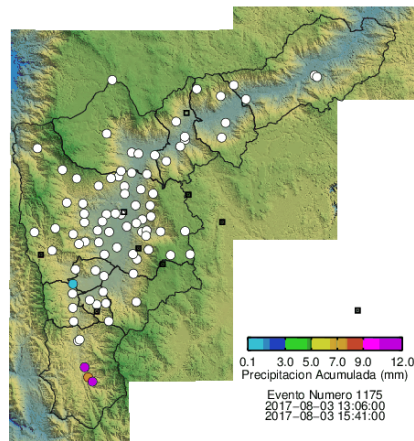 0.1 3.0 5.0 7.0 9.0 12.0
Precipitacion Acumulada (mm)
Evento Numero 1175
2017-08-03 13:06:00
2017-08-03 15:41:00